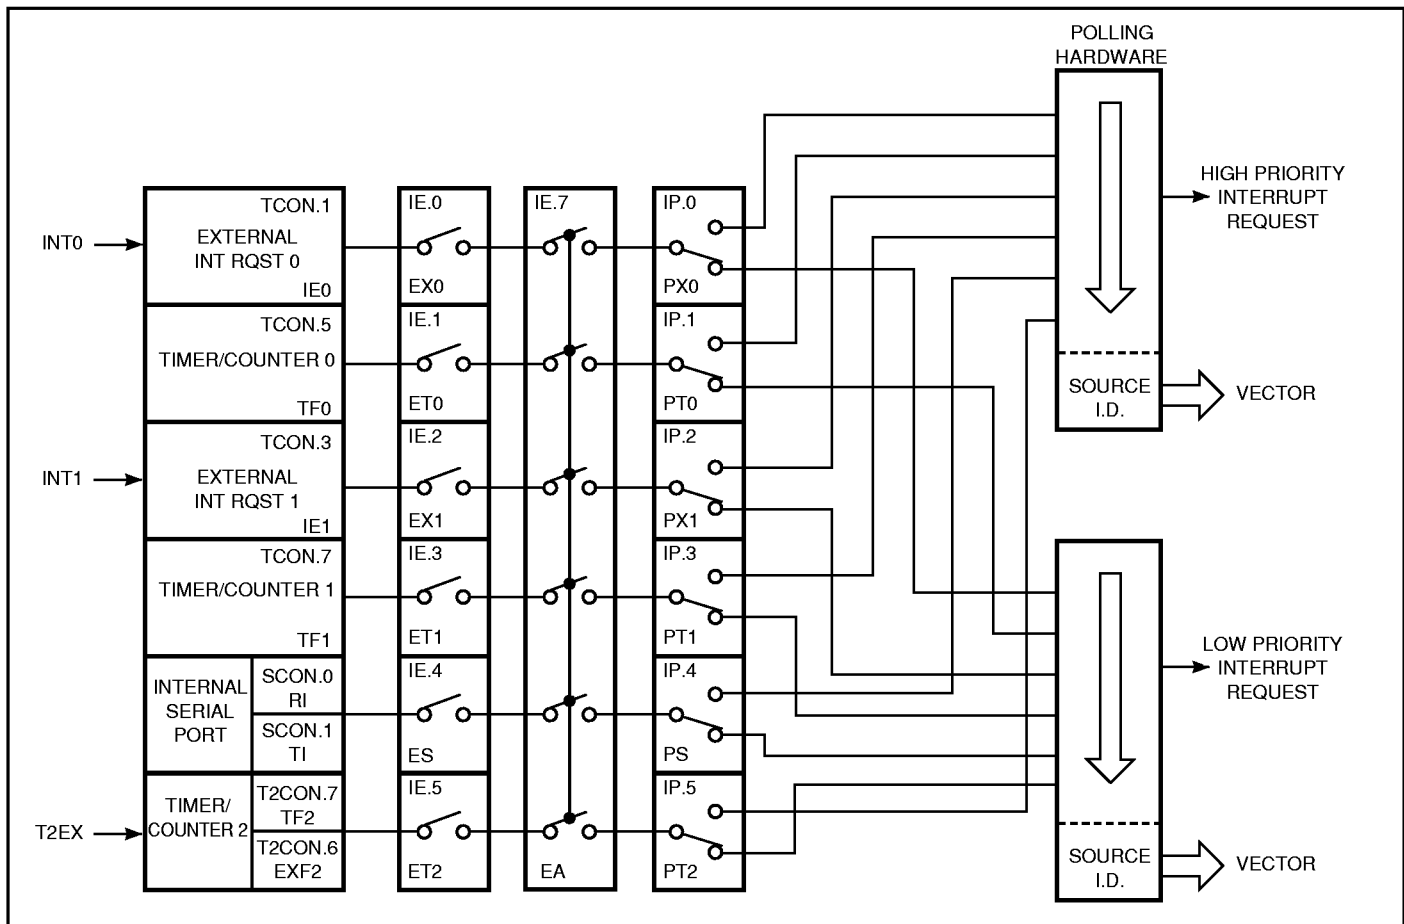 POLLING
HARDWARE
HIGH PRIORITY
INTERRUPT
REQUEST
SOURCE
I.D.
VECTOR
INT0
TCON.1
EXTERNAL
INT RQST 0
IE0
IE.0
EX0
IE.7
IP.0
PX0
TCON.5
TIMER/COUNTER 0
TF0
IE.1
ET0
IP.1
PT0
INT1
TCON.3
EXTERNAL
INT RQST 1
IE1
IE.2
EX1
IP.2
PX1
TCON.7
TIMER/COUNTER 1
TF1
IE.3
ET1
IP.3
PT1
INTERNAL
SERIAL
PORT
SCON.0
RI
SCON.1
TI
IE.4
ES
IP.4
PS
T2EX
TIMER/
COUNTER 2
T2CON.7
TF2
T2CON.6
EXF2
IE.5
ET2
EA
IP.5
PT2
LOW PRIORITY
INTERRUPT
REQUEST
SOURCE
I.D.
VECTOR